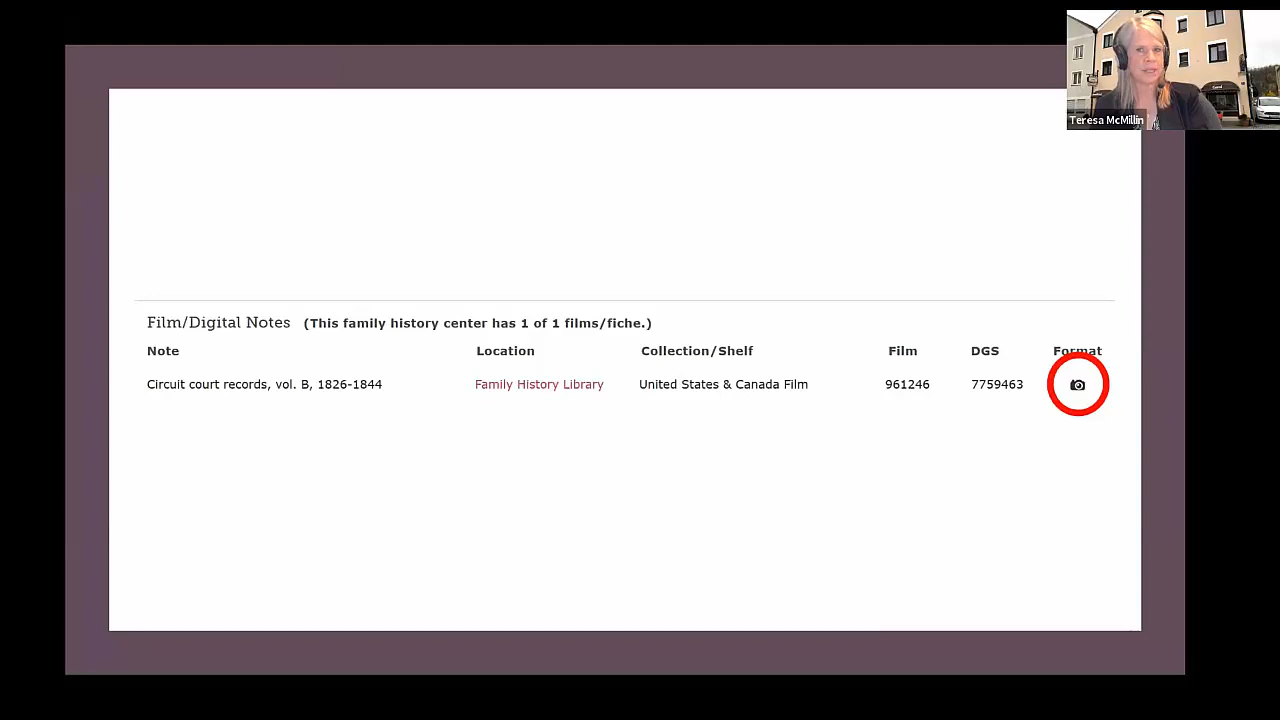 Teresa McMillin
Film/Digital Notes (This family history center has 1 of 1 films/fiche.)
Note Location Collection/Shelf Film DGS Format
Circuit court records, vol. B, 1826-1844 Family History Library United States & Canada Film 961246 7759463